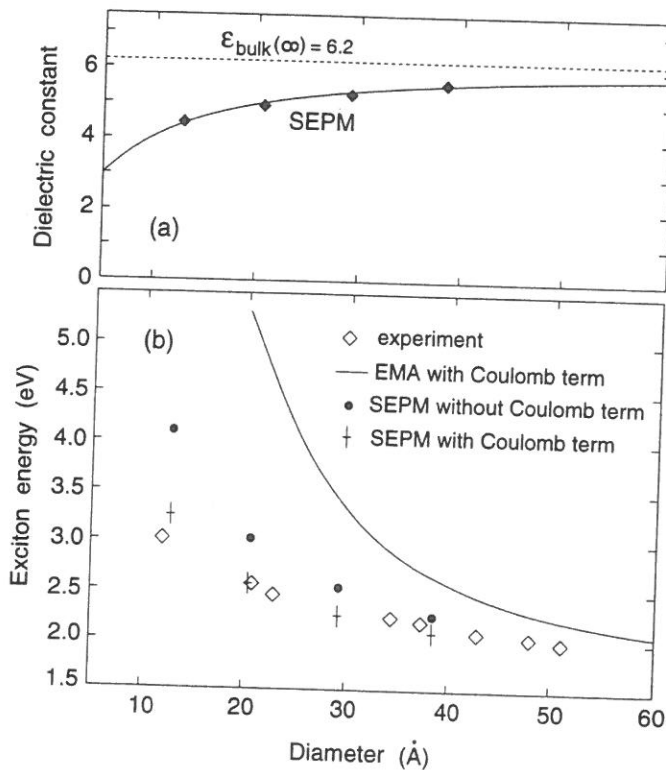 ε_bulk(∞) = 6.2
6
4
2
0
Dielectric constant
SEPM
(a)
(b)
5.0
4.5
4.0
3.5
3.0
2.5
2.0
1.5
Exciton energy (eV)
experiment
EMA with Coulomb term
SEPM without Coulomb term
SEPM with Coulomb term
10 20 30 40 50 60
Diameter (Å)